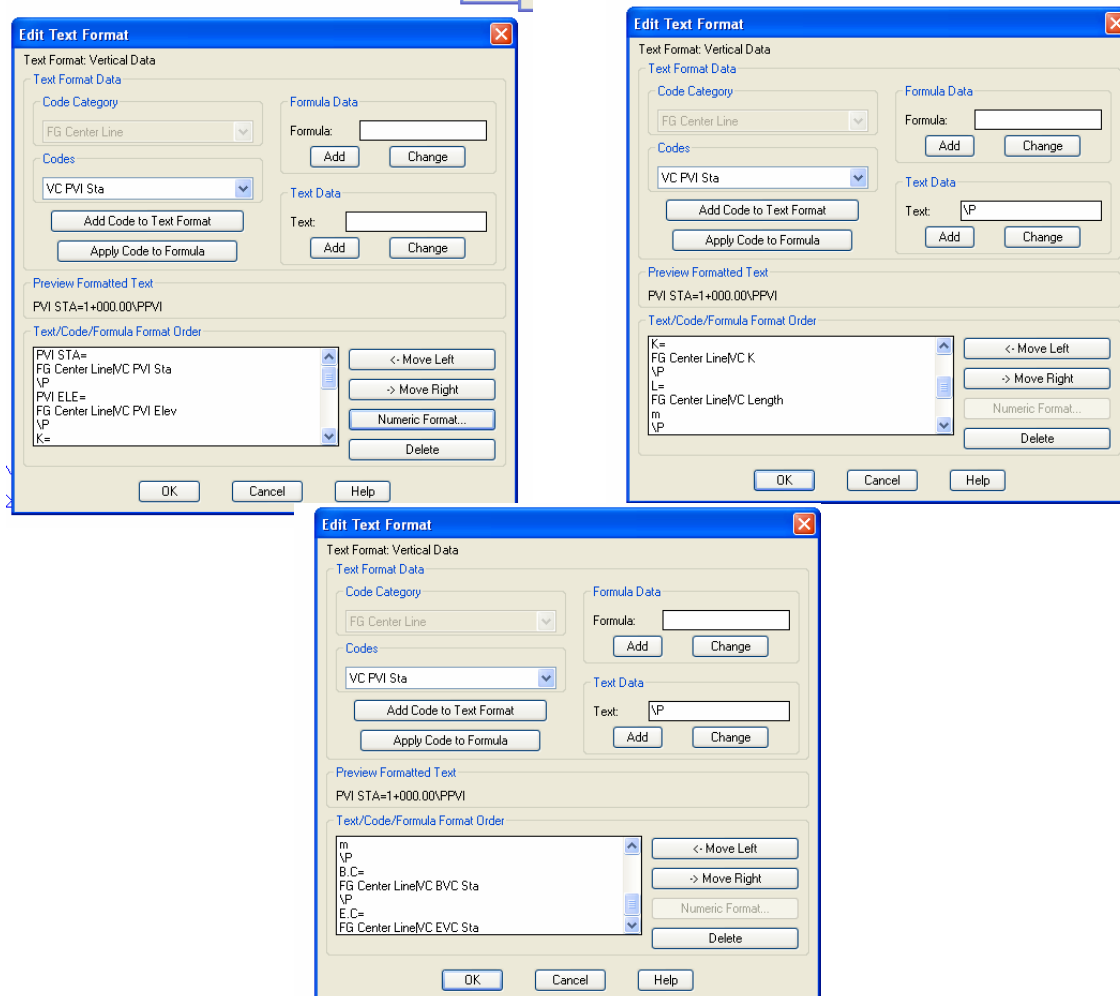 Edit Text Format
Text Format: Vertical Data
Text Format Data
Code Category
FG Center Line
Codes
VC PVI Sta
Add Code to Text Format
Apply Code to Formula
Formula Data
Formula:
Add Change
Text Data
Text:
Add Change
Preview Formatted Text
PVI STA=1+000.00\PPVI
Text/Code/Formula Format Order
PVI STA=
FG Center Line|VC PVI Sta
\P
PVI ELE=
FG Center Line|VC PVI Elev
\P
K=
<- Move Left
-> Move Right
Numeric Format...
Delete
OK Cancel Help
Edit Text Format
Text Format: Vertical Data
Text Format Data
Code Category
FG Center Line
Codes
VC PVI Sta
Add Code to Text Format
Apply Code to Formula
Formula Data
Formula:
Add Change
Text Data
Text: \P
Add Change
Preview Formatted Text
PVI STA=1+000.00\PPVI
Text/Code/Formula Format Order
K=
FG Center Line|VC K
\P
L=
FG Center Line|VC Length
m
\P
<- Move Left
-> Move Right
Numeric Format...
Delete
OK Cancel Help
Edit Text Format
Text Format: Vertical Data
Text Format Data
Code Category
FG Center Line
Codes
VC PVI Sta
Add Code to Text Format
Apply Code to Formula
Formula Data
Formula:
Add Change
Text Data
Text: \P
Add Change
Preview Formatted Text
PVI STA=1+000.00\PPVI
Text/Code/Formula Format Order
m
\P
B.C=
FG Center Line|VC BVC Sta
\P
E.C=
FG Center Line|VC EVC Sta
<- Move Left
-> Move Right
Numeric Format...
Delete
OK Cancel Help